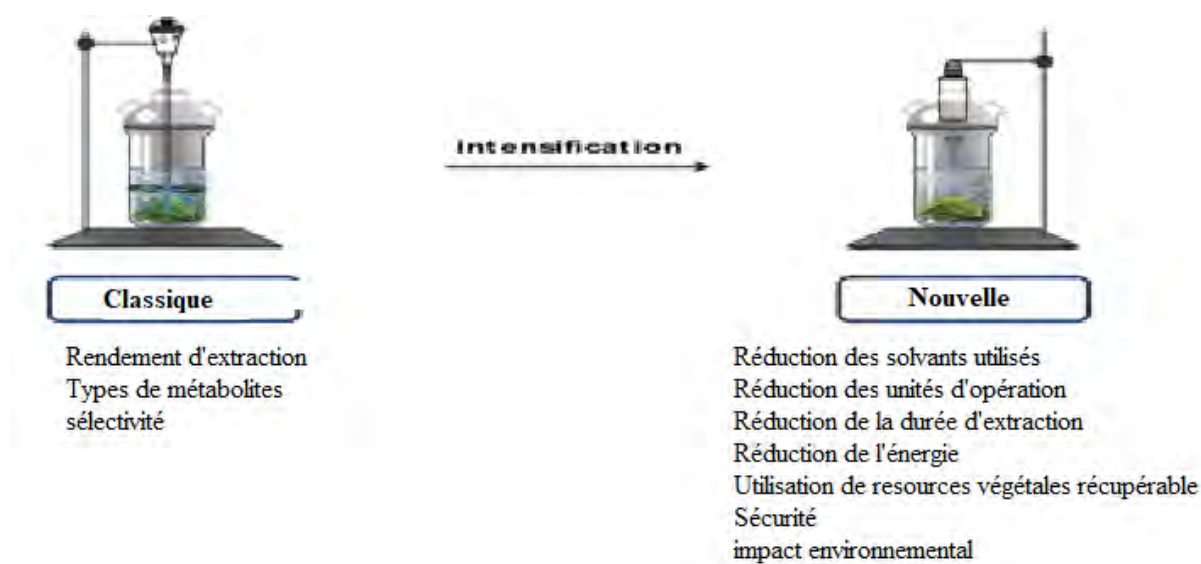 Intensification
Classique
Nouvelle
Rendement d'extraction
Types de métabolites
sélectivité
Réduction des solvants utilisés
Réduction des unités d'opération
Réduction de la durée d'extraction
Réduction de l'énergie
Utilisation de resources végétales récupérable
Sécurité
impact environnemental